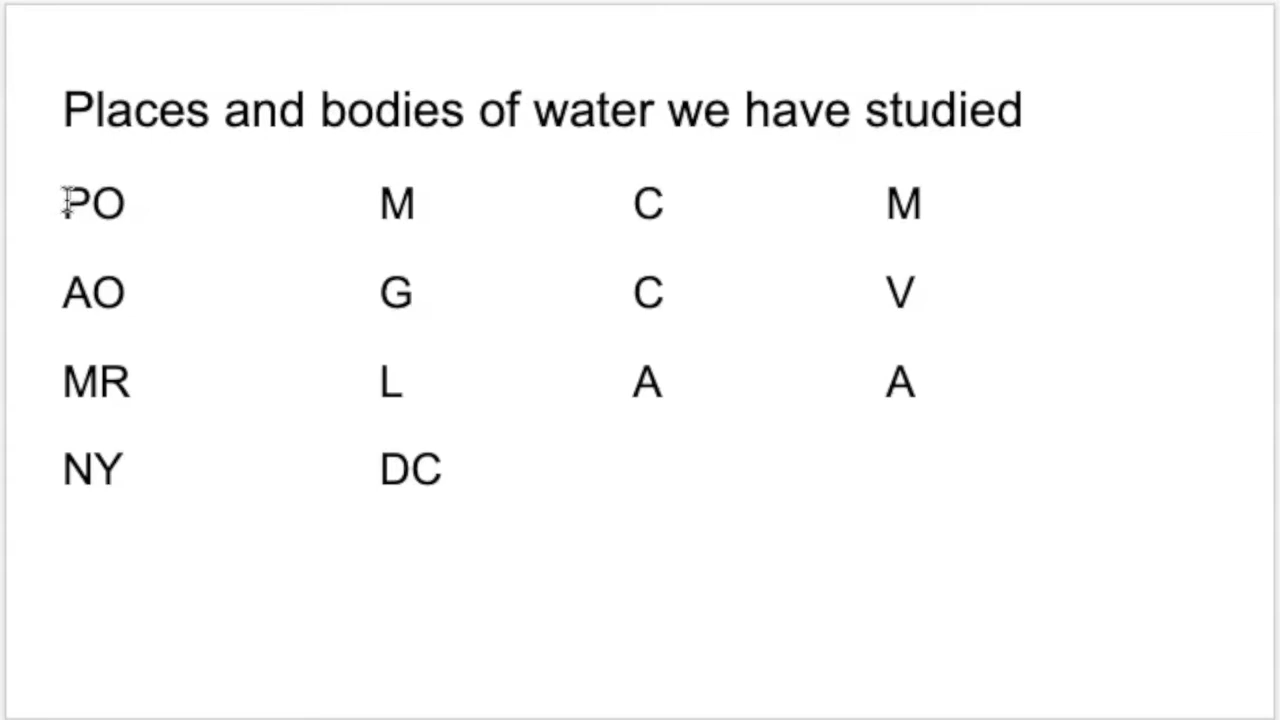 Places and bodies of water we have studied
PO M C M
AO G C V
MR L A A
NY DC